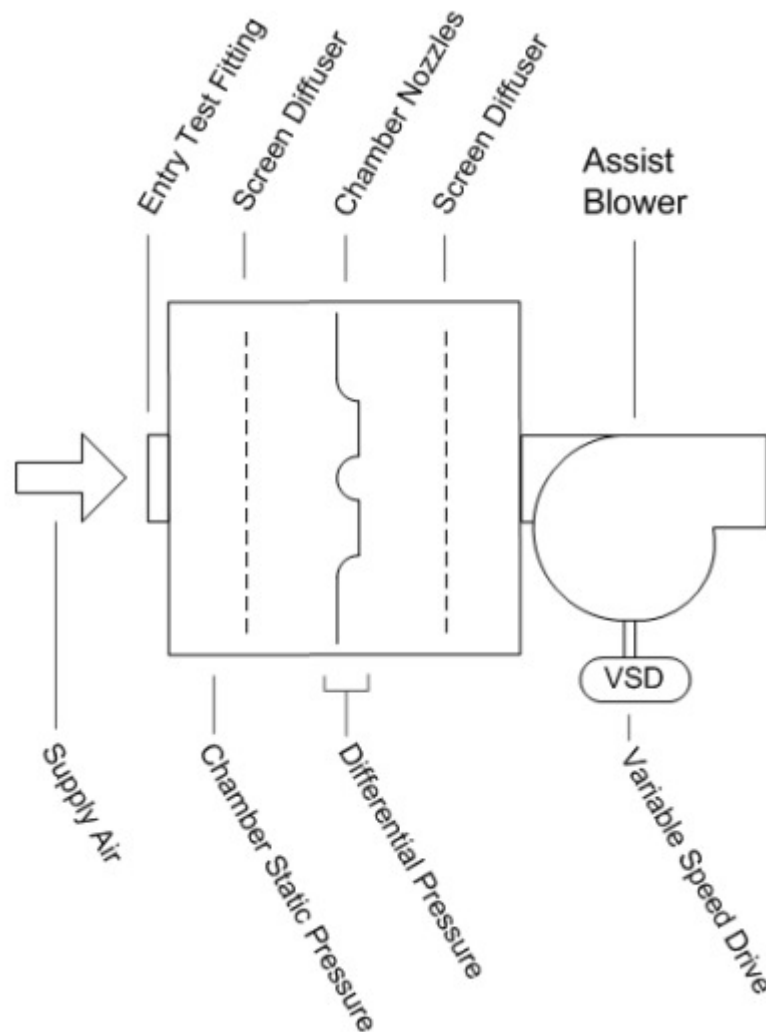 Entry Test Fitting
Screen Diffuser
Chamber Nozzles
Screen Diffuser
Assist
Blower
VSD
Supply Air
Chamber Static Pressure
Differential Pressure
Variable Speed Drive